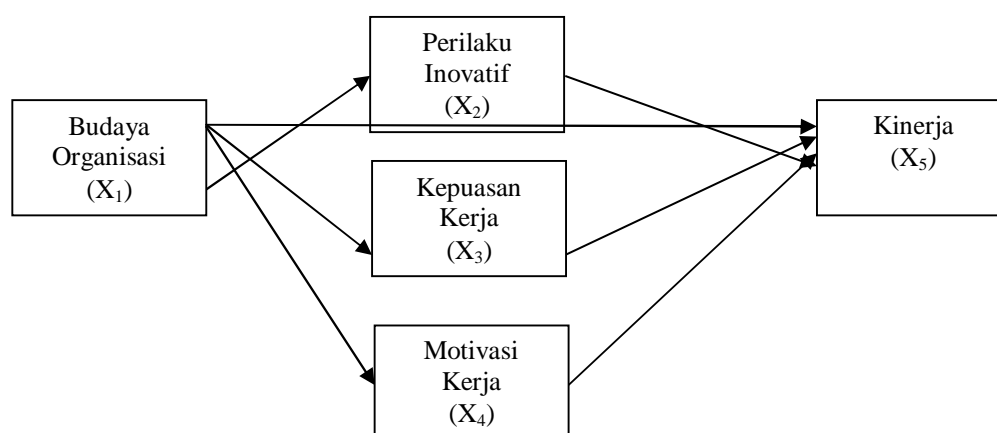 Perilaku
Inovatif
(X₂)
Budaya
Organisasi
(X₁)
Kinerja
(X₅)
Kepuasan
Kerja
(X₃)
Motivasi
Kerja
(X₄)